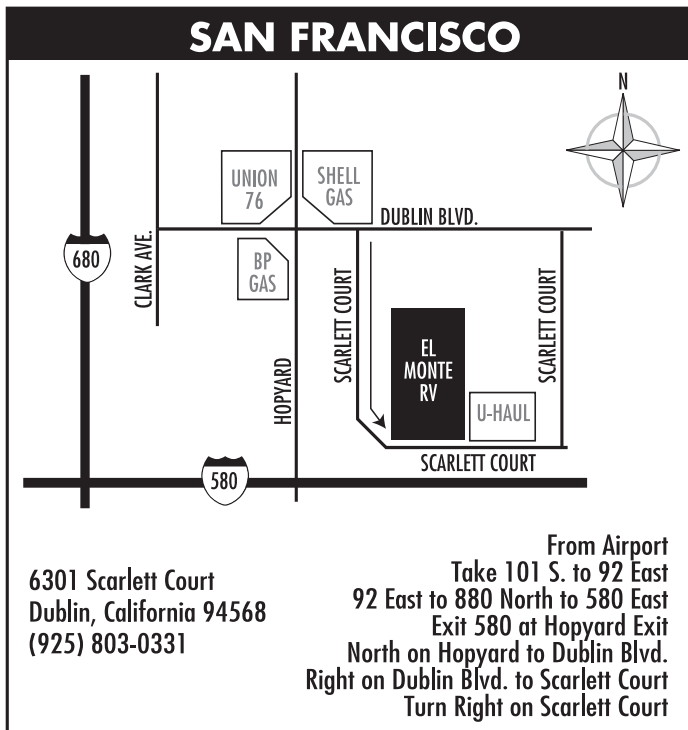 SAN FRANCISCO
N
UNION
76
SHELL
GAS
DUBLIN BLVD.
680
CLARK AVE.
BP
GAS
SCARLETT COURT
SCARLETT COURT
HOPYARD
EL
MONTE
RV
U-HAUL
SCARLETT COURT
580
6301 Scarlett Court
Dublin, California 94568
(925) 803-0331
From Airport
Take 101 S. to 92 East
92 East to 880 North to 580 East
Exit 580 at Hopyard Exit
North on Hopyard to Dublin Blvd.
Right on Dublin Blvd. to Scarlett Court
Turn Right on Scarlett Court